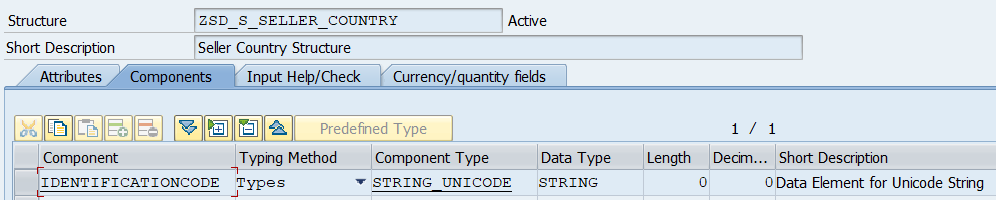 Structure ZSD_S_SELLER_COUNTRY Active
Short Description Seller Country Structure
Attributes Components Input Help/Check Currency/quantity fields
Predefined Type 1 / 1
Component Typing Method Component Type Data Type Length Decim... Short Description
IDENTIFICATIONCODE Types STRING_UNICODE STRING 0 0 Data Element for Unicode String